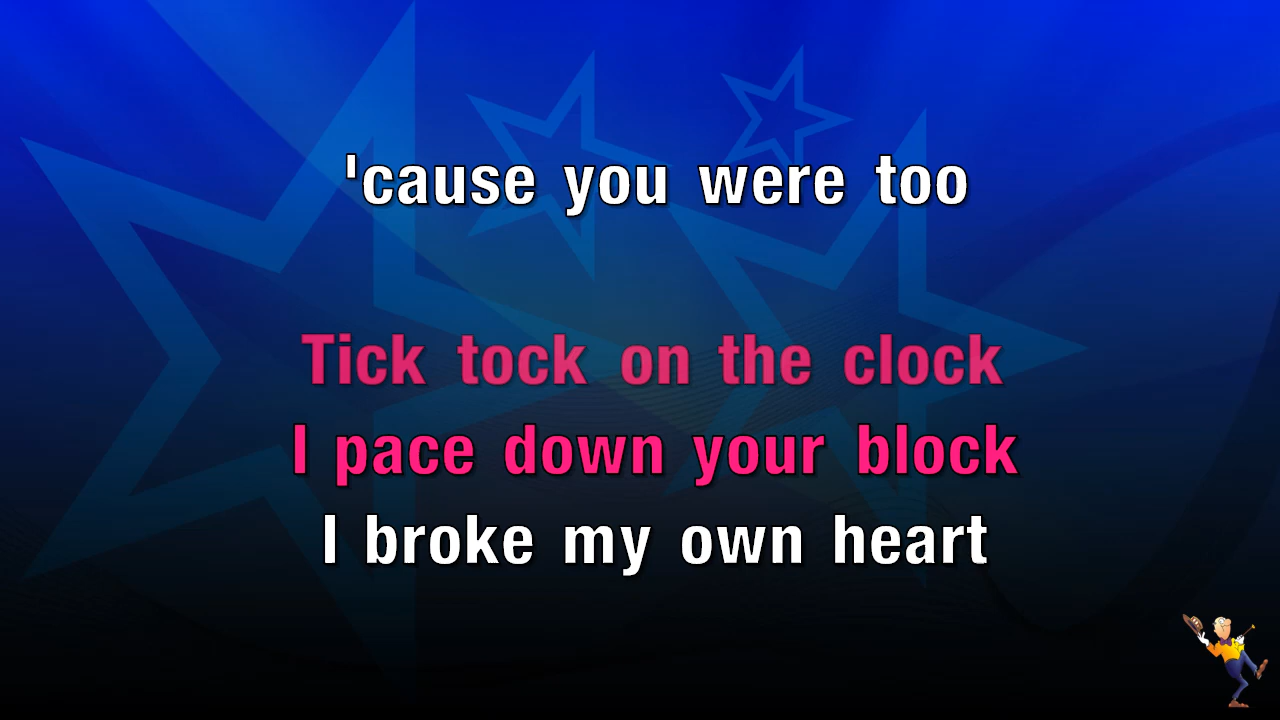 'cause you were too
Tick tock on the clock
I pace down your block
I broke my own heart